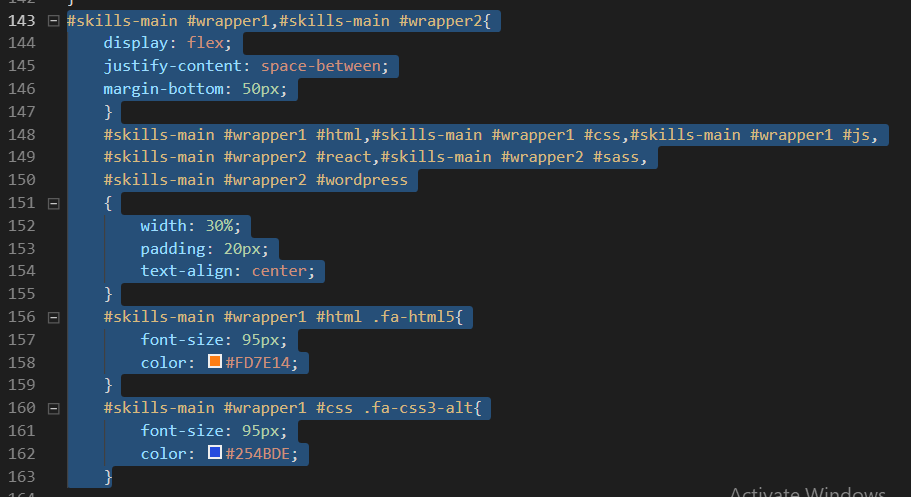 142 }
143 #skills-main #wrapper1,#skills-main #wrapper2{
144 display: flex;
145 justify-content: space-between;
146 margin-bottom: 50px;
147 }
148 #skills-main #wrapper1 #html,#skills-main #wrapper1 #css,#skills-main #wrapper1 #js,
149 #skills-main #wrapper2 #react,#skills-main #wrapper2 #sass,
150 #skills-main #wrapper2 #wordpress
151 {
152 width: 30%;
153 padding: 20px;
154 text-align: center;
155 }
156 #skills-main #wrapper1 #html .fa-html5{
157 font-size: 95px;
158 color: #FD7E14;
159 }
160 #skills-main #wrapper1 #css .fa-css3-alt{
161 font-size: 95px;
162 color: #254BDE;
163 }
164
Activate Windows